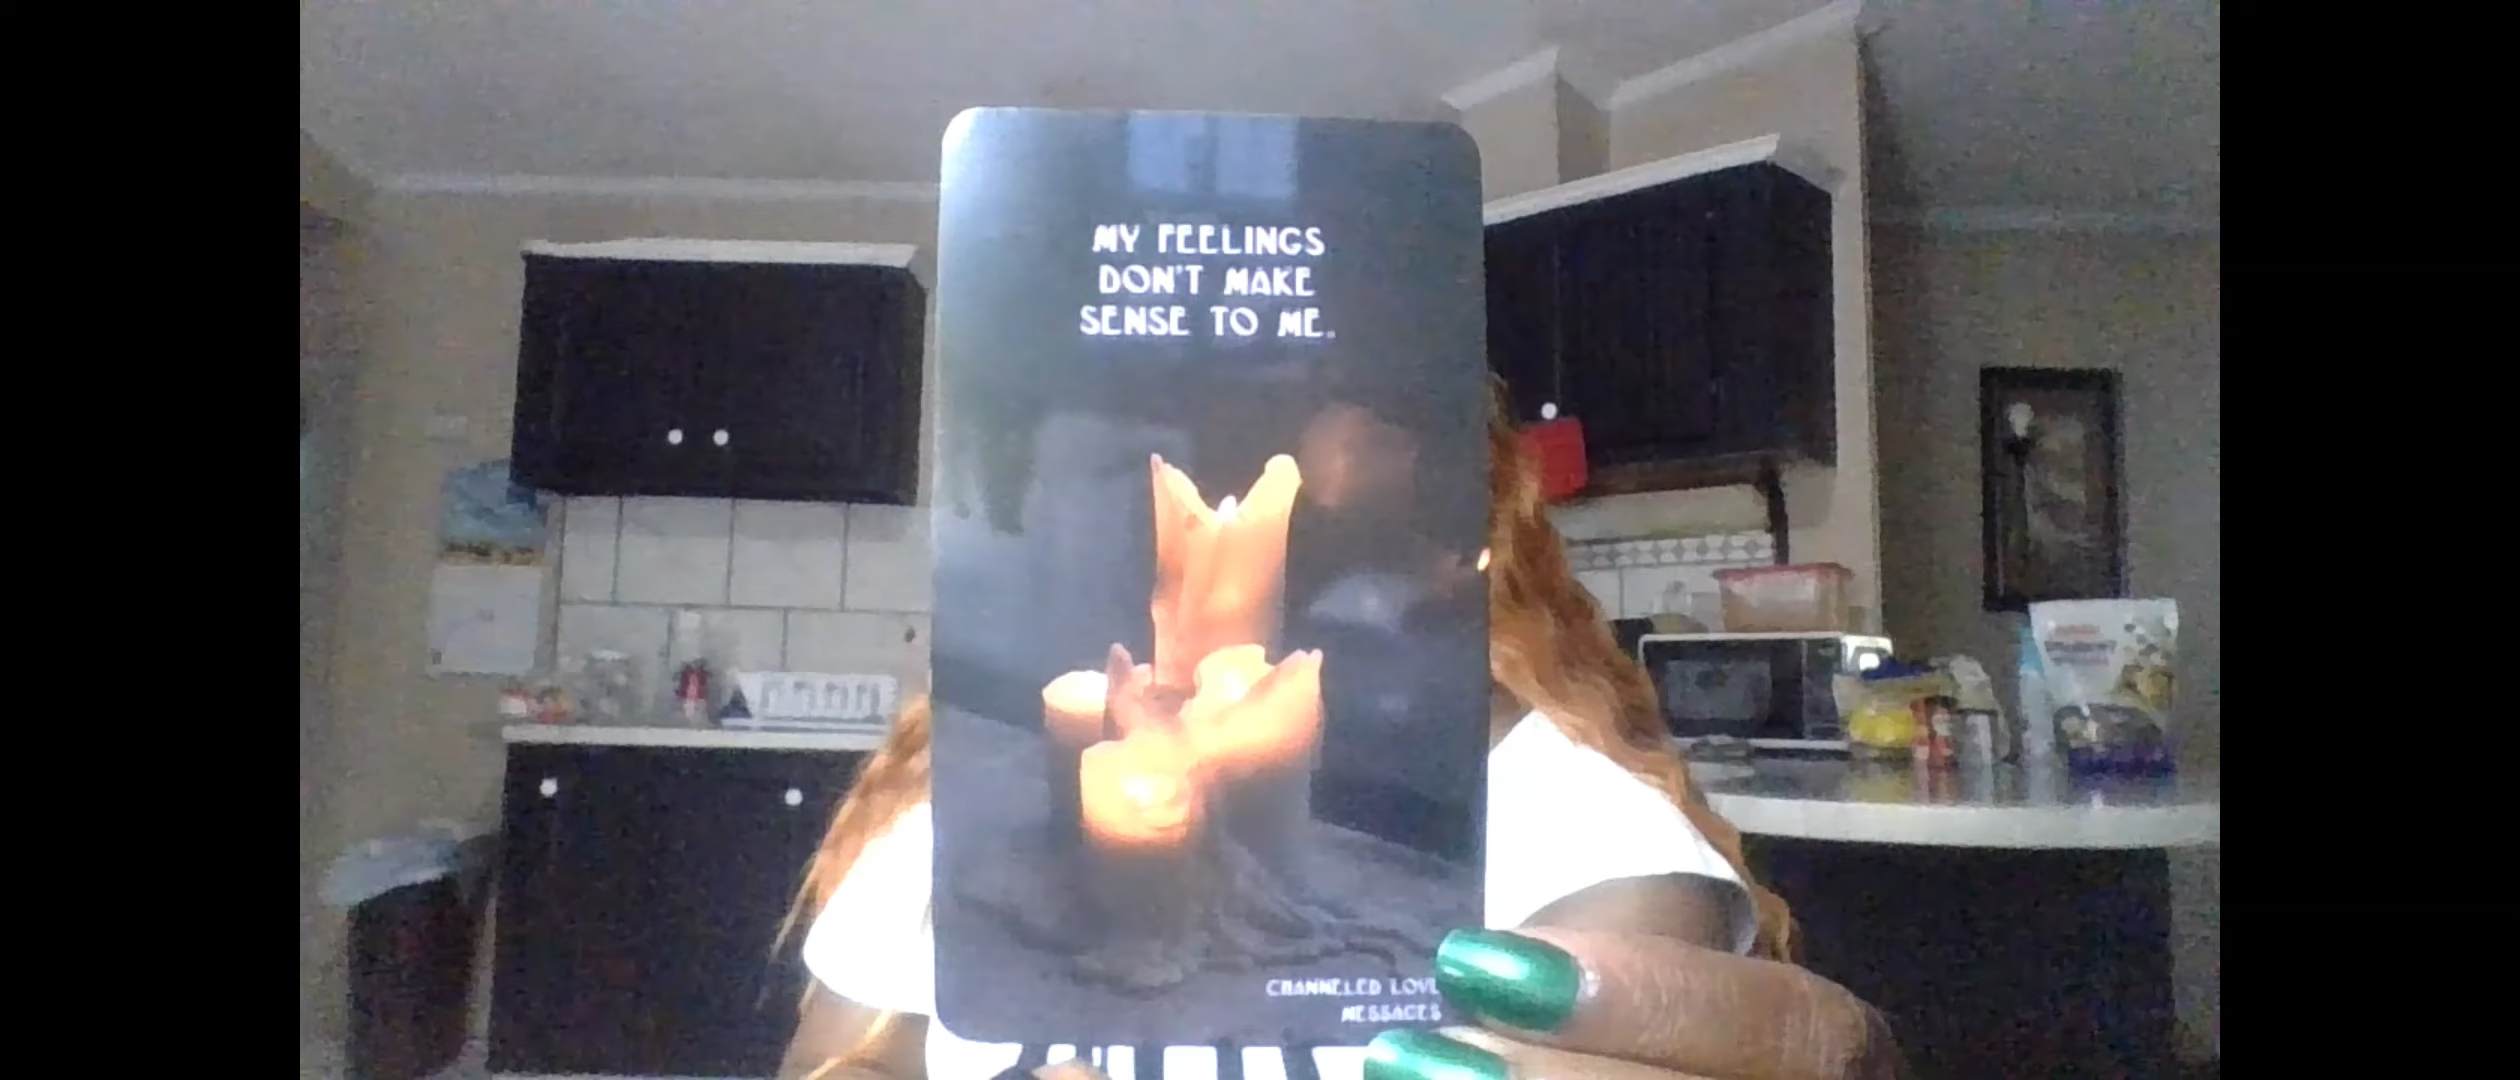 MY FEELINGS
DON'T MAKE
SENSE TO ME.
CHANNELED LOVE
MESSAGES